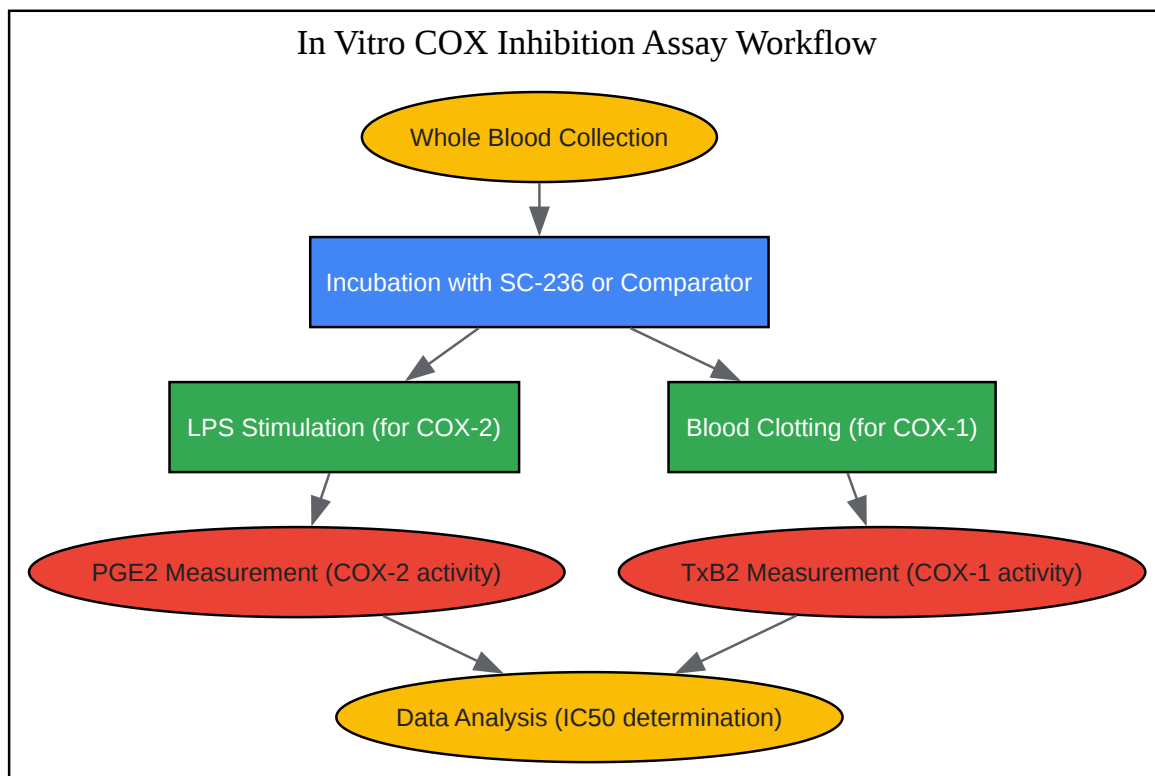 In Vitro COX Inhibition Assay Workflow
Whole Blood Collection
Incubation with SC-236 or Comparator
LPS Stimulation (for COX-2)
Blood Clotting (for COX-1)
PGE2 Measurement (COX-2 activity)
TxB2 Measurement (COX-1 activity)
Data Analysis (IC50 determination)